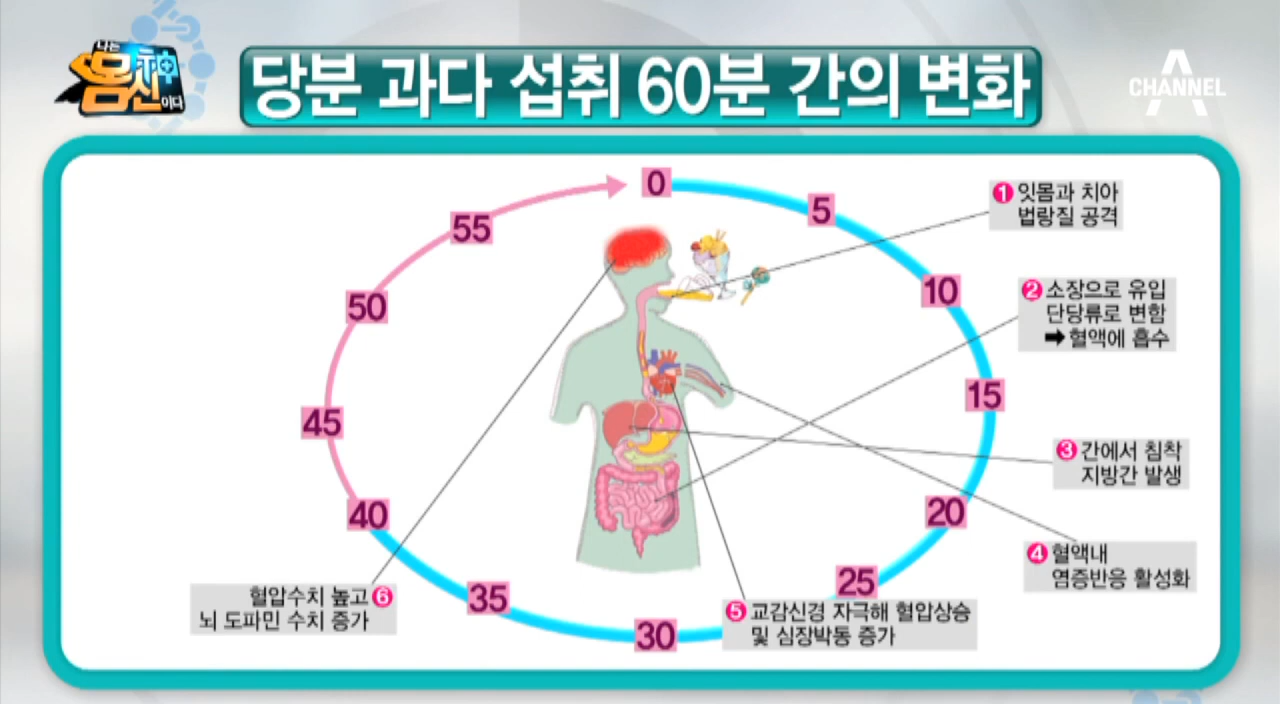 나는
몸神
몸신이다
당분 과다 섭취 60분 간의 변화
CHANNEL A
0
5
10
15
20
25
30
35
40
45
50
55
❶ 잇몸과 치아
법랑질 공격
❷ 소장으로 유입
단당류로 변함
➡ 혈액에 흡수
❸ 간에서 침착
지방간 발생
❹ 혈액내
염증반응 활성화
❺ 교감신경 자극해 혈압상승
및 심장박동 증가
혈압수치 높고 ❻
뇌 도파민 수치 증가